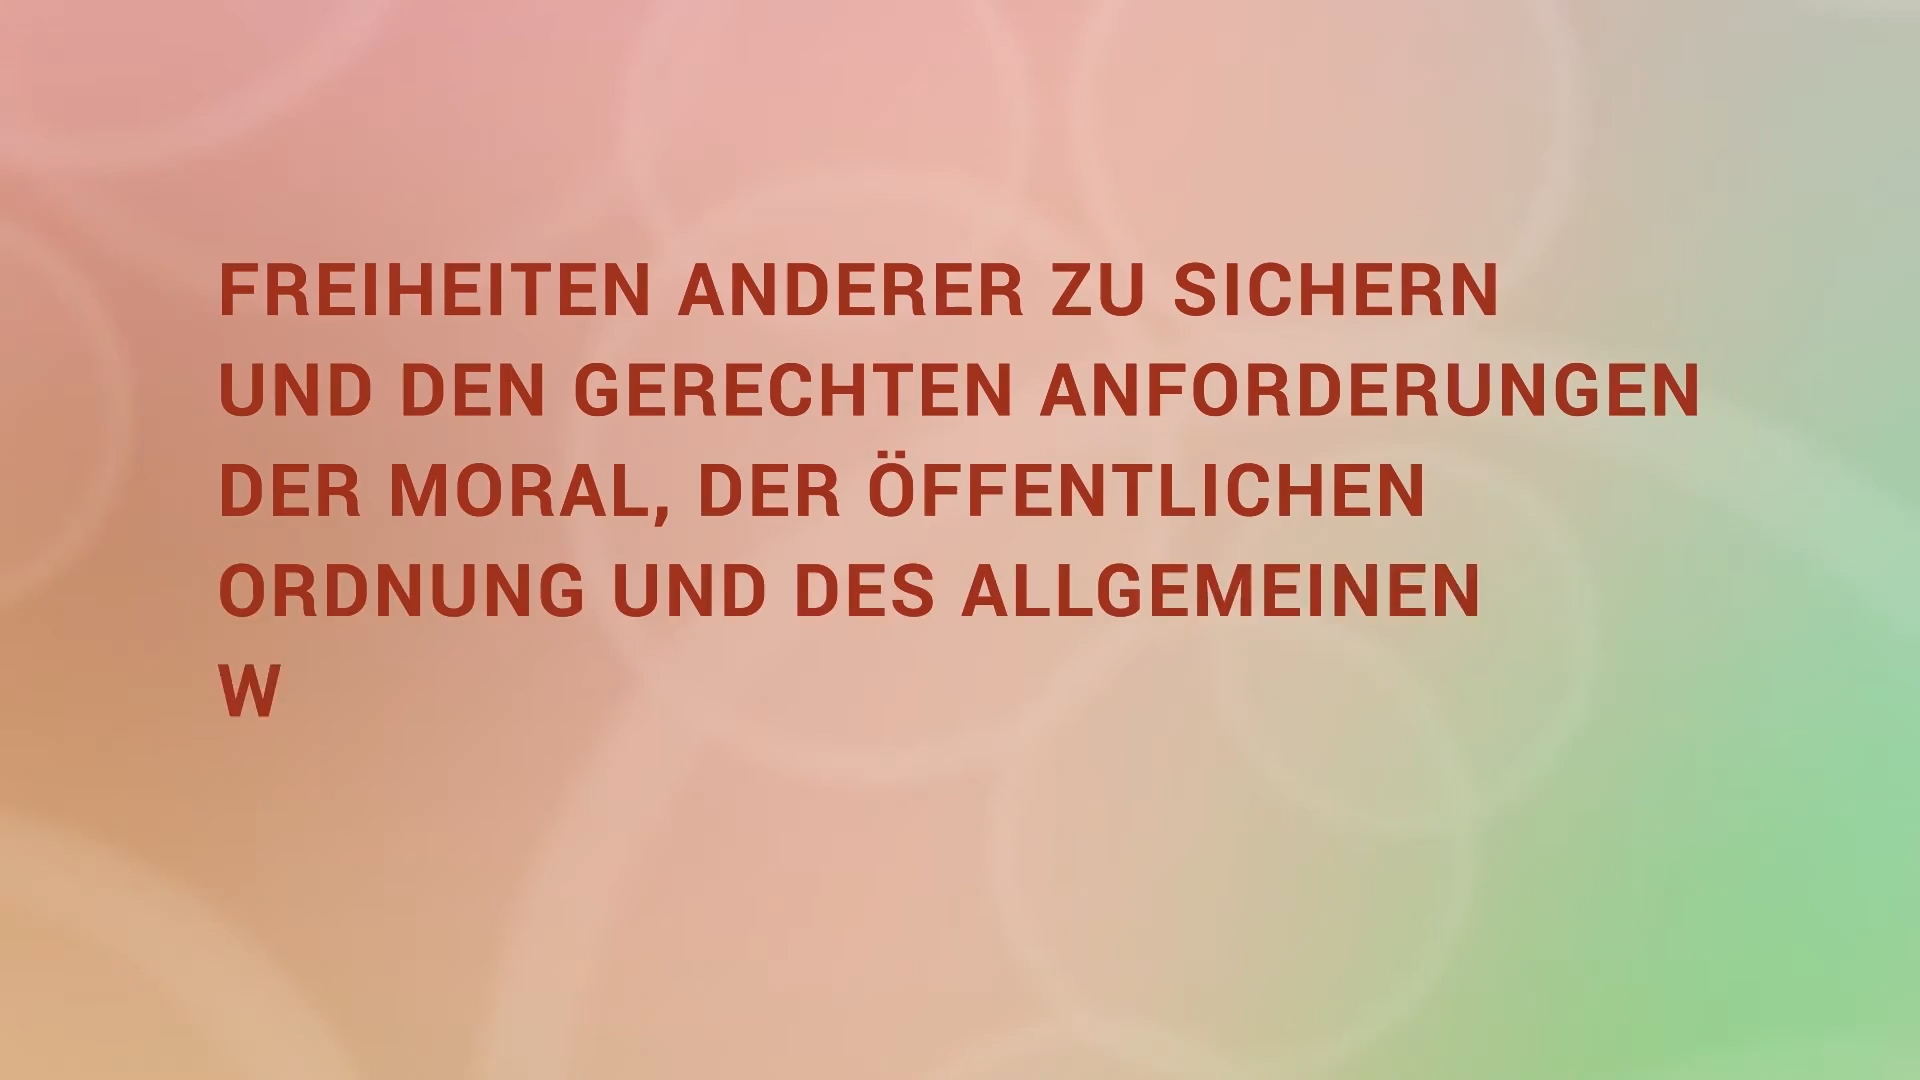 FREIHEITEN ANDERER ZU SICHERN
UND DEN GERECHTEN ANFORDERUNGEN
DER MORAL, DER ÖFFENTLICHEN
ORDNUNG UND DES ALLGEMEINEN
W